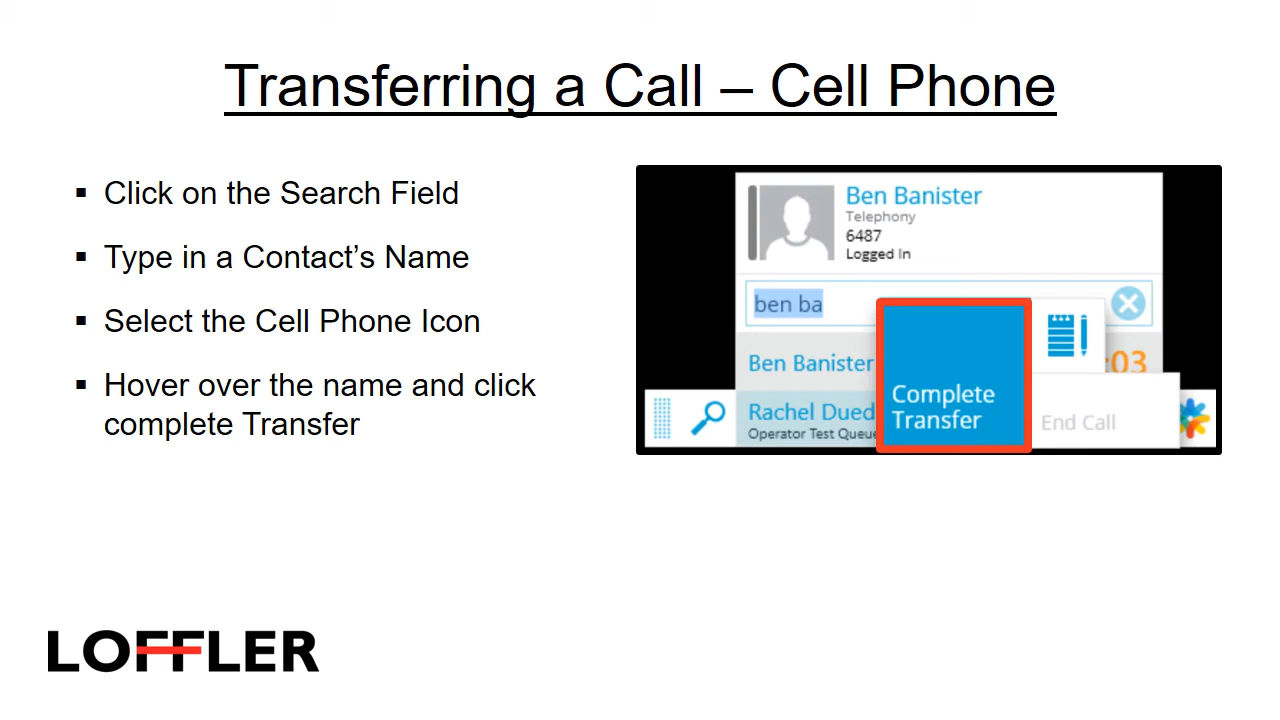 Transferring a Call – Cell Phone
▪ Click on the Search Field
▪ Type in a Contact’s Name
▪ Select the Cell Phone Icon
▪ Hover over the name and click
complete Transfer
Ben Banister
Telephony
6487
Logged In
ben ba
Ben Banister
:03
Rachel Dued
Operator Test Queue
Complete
Transfer
End Call
LOFFLER